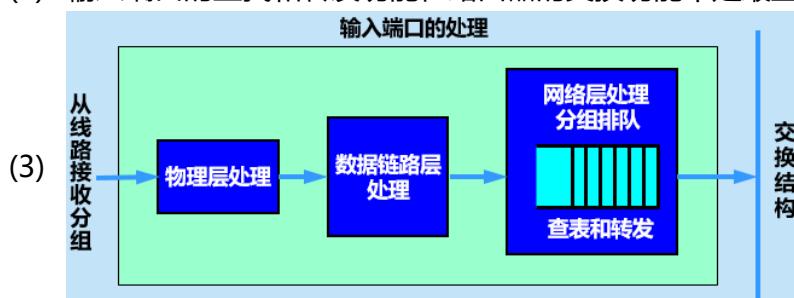 输入端口的处理
从线路接收分组
(3)
物理层处理
数据链路层
处理
网络层处理
分组排队
查表和转发
交换结构